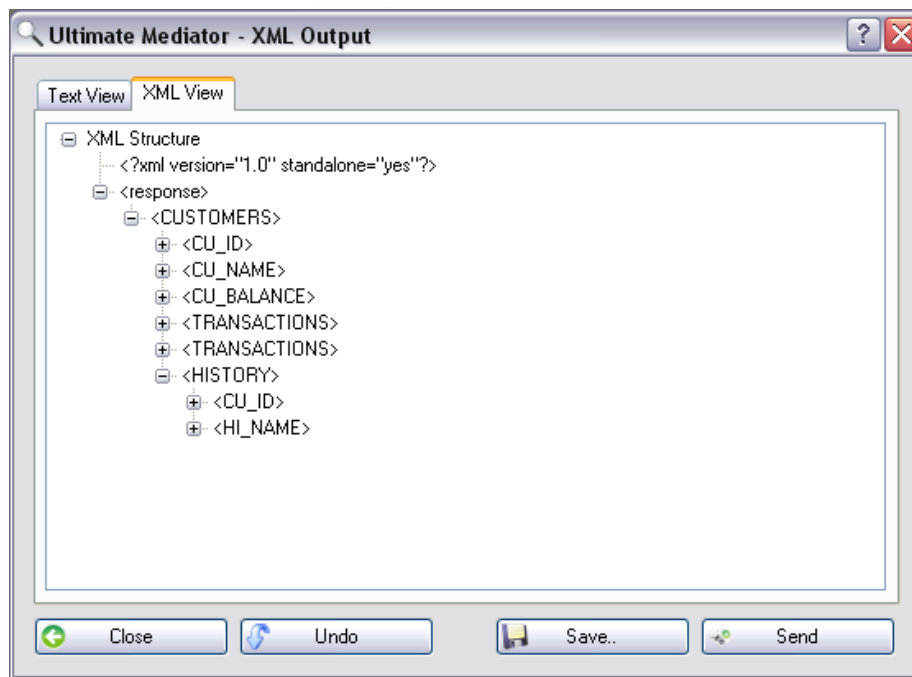 Ultimate Mediator - XML Output
?
Text View
XML View
XML Structure
<?xml version="1.0" standalone="yes"?>
<response>
<CUSTOMERS>
<CU_ID>
<CU_NAME>
<CU_BALANCE>
<TRANSACTIONS>
<TRANSACTIONS>
<HISTORY>
<CU_ID>
<HI_NAME>
Close
Undo
Save..
Send